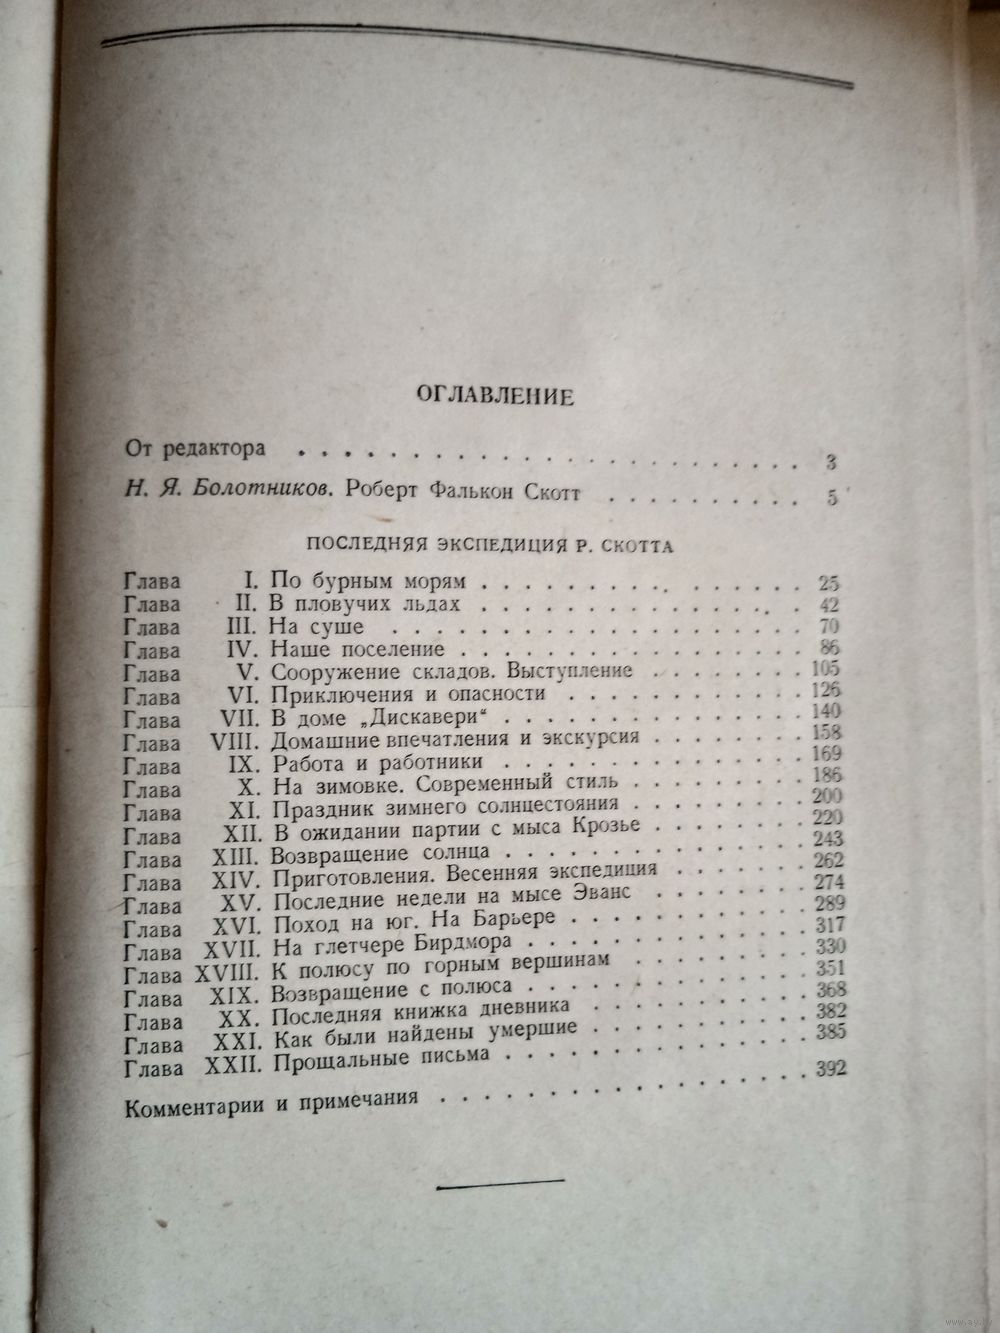 ОГЛАВЛЕНИЕ
От редактора . . . . . . . . . . . . . . . . . . . . . . 3
Н. Я. Болотников. Роберт Фалькон Скотт . . . . . . . . . 5
ПОСЛЕДНЯЯ ЭКСПЕДИЦИЯ Р. СКОТТА
Глава I. По бурным морям . . . . . . . . . . . . . . . 25
Глава II. В пловучих льдах . . . . . . . . . . . . . . . 42
Глава III. На суше . . . . . . . . . . . . . . . . . . 70
Глава IV. Наше поселение . . . . . . . . . . . . . . . 86
Глава V. Сооружение складов. Выступление . . . . . . . 105
Глава VI. Приключения и опасности . . . . . . . . . . . 126
Глава VII. В доме „Дискавери“ . . . . . . . . . . . . . 140
Глава VIII. Домашние впечатления и экскурсия . . . . . . . 158
Глава IX. Работа и работники . . . . . . . . . . . . . 169
Глава X. На зимовке. Современный стиль . . . . . . . . 186
Глава XI. Праздник зимнего солнцестояния . . . . . . . . 200
Глава XII. В ожидании партии с мыса Крозье . . . . . . . 220
Глава XIII. Возвращение солнца . . . . . . . . . . . . . 243
Глава XIV. Приготовления. Весенняя экспедиция . . . . . . 262
Глава XV. Последние недели на мысе Эванс . . . . . . . 274
Глава XVI. Поход на юг. На Барьере . . . . . . . . . . 289
Глава XVII. На глетчере Бирдмора . . . . . . . . . . . . 317
Глава XVIII. К полюсу по горным вершинам . . . . . . . . 330
Глава XIX. Возвращение с полюса . . . . . . . . . . . . 351
Глава XX. Последняя книжка дневника . . . . . . . . . . 368
Глава XXI. Как были найдены умершие . . . . . . . . . . 382
Глава XXII. Прощальные письма . . . . . . . . . . . . . 385
Комментарии и примечания . . . . . . . . . . . . . . . . 392